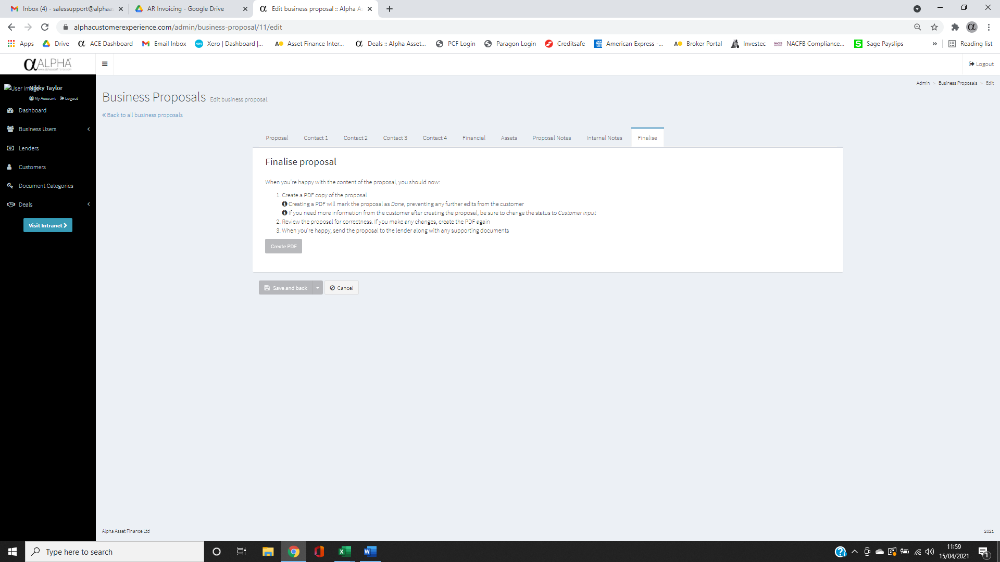 Inbox (4) - salessupport@alphaas
AR Invoicing - Google Drive
Edit business proposal :: Alpha A
alphacustomerexperience.com/admin/business-proposal/11/edit
Apps
Drive
ACE Dashboard
Email Inbox
Xero | Dashboard |...
Asset Finance Inter...
Deals :: Alpha Asset...
PCF Login
Paragon Login
Creditsafe
American Express -...
Broker Portal
Investec
NACFB Compliance...
Sage Payslips
»
Reading list
αALPHA
Logout
User Image
Nikky Taylor
My Account
Logout
Dashboard
Business Users
Lenders
Customers
Document Categories
Deals
Visit Intranet
Admin > Business Proposals > Edit
Business Proposals Edit business proposal.
« Back to all business proposals
Proposal
Contact 1
Contact 2
Contact 3
Contact 4
Financial
Assets
Proposal Notes
Internal Notes
Finalise
Finalise proposal
When you're happy with the content of the proposal, you should now:
1. Create a PDF copy of the proposal
Creating a PDF will mark the proposal as Done, preventing any further edits from the customer
If you need more information from the customer after creating the proposal, be sure to change the status to Customer input
2. Review the proposal for correctness. If you make any changes, create the PDF again
3. When you're happy, send the proposal to the lender along with any supporting documents
Create PDF
Save and back
Cancel
Alpha Asset Finance Ltd
2021
Type here to search
11:59
15/04/2021
1